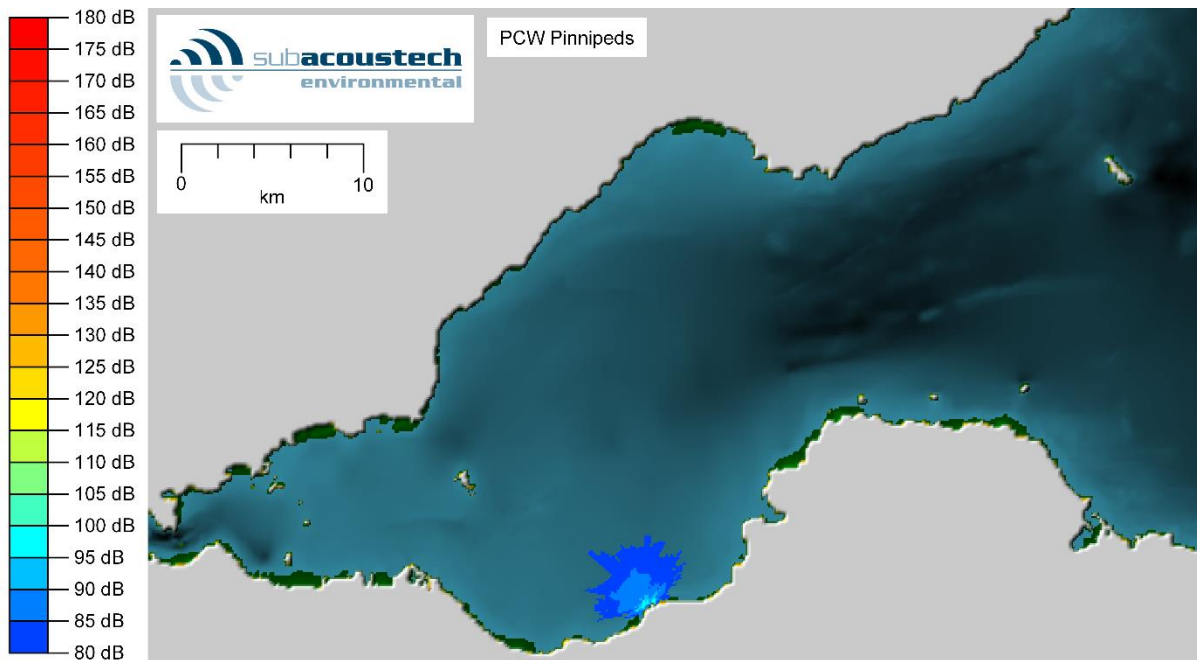 180 dB
175 dB
170 dB
165 dB
160 dB
155 dB
150 dB
145 dB
140 dB
135 dB
130 dB
125 dB
120 dB
115 dB
110 dB
105 dB
100 dB
95 dB
90 dB
85 dB
80 dB
subacoustech
environmental
PCW Pinnipeds
0 10
km